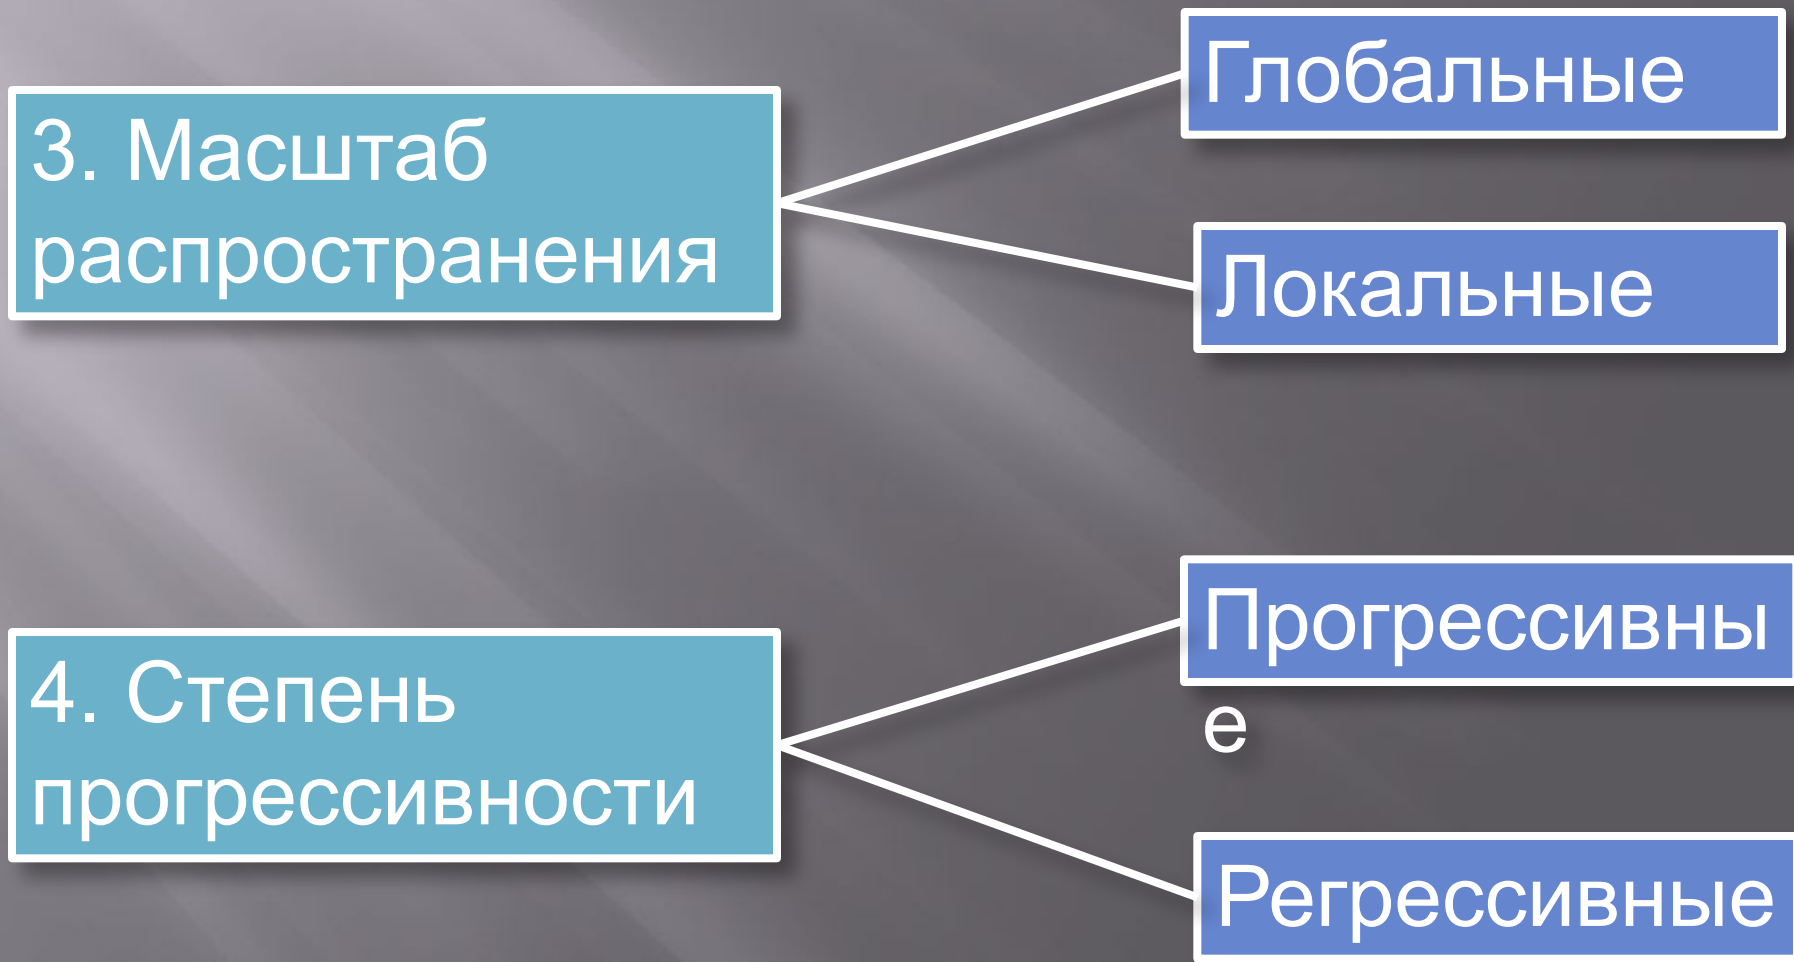 3. Масштаб
распространения
Глобальные
Локальные
4. Степень
прогрессивности
Прогрессивны
е
Регрессивные